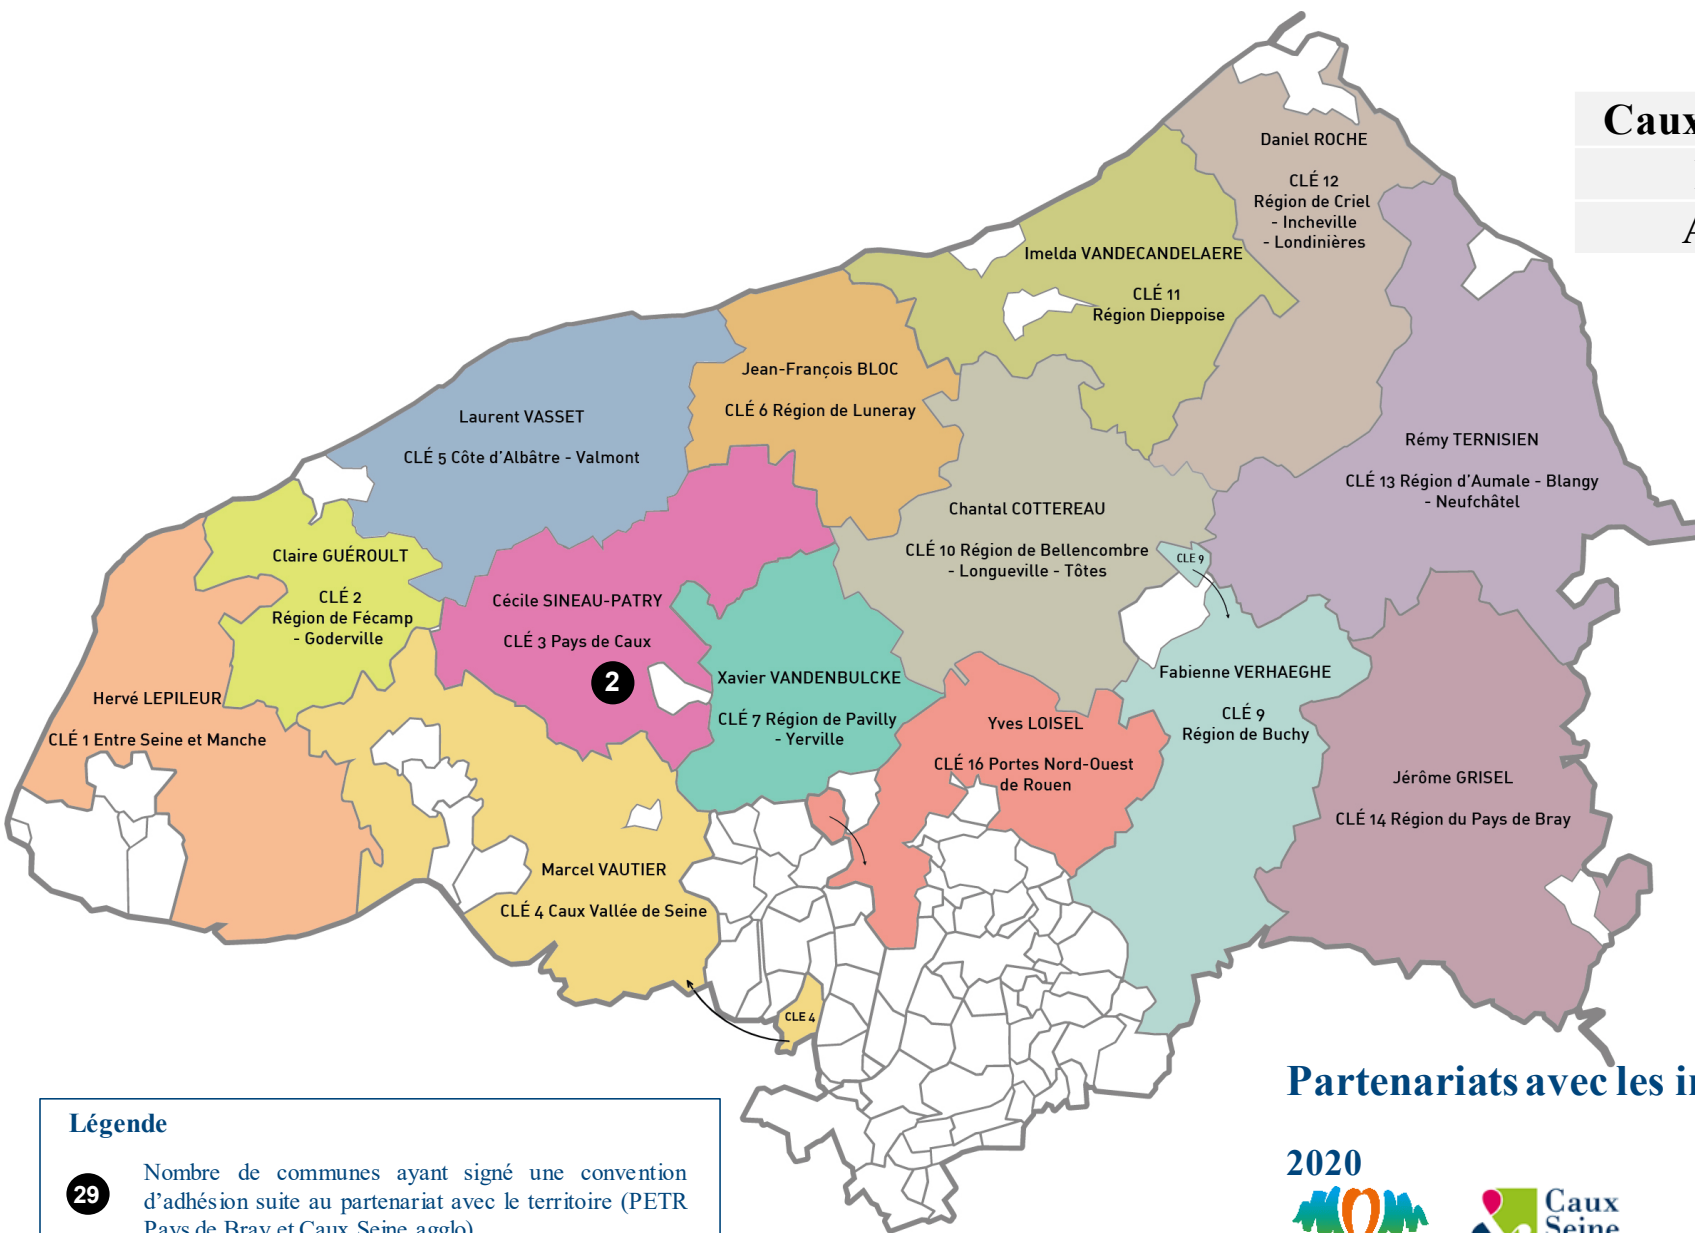 Daniel ROCHE
CLÉ 12
Région de Criel
- Incheville
- Londinières
Caux
Imelda VANDECANDELAERE
CLÉ 11
Région Dieppoise
Jean-François BLOC
CLÉ 6 Région de Luneray
Laurent VASSET
CLÉ 5 Côte d'Albâtre - Valmont
Rémy TERNISIEN
CLÉ 13 Région d'Aumale - Blangy
- Neufchâtel
Chantal COTTEREAU
CLÉ 10 Région de Bellencombre
- Longueville - Tôtes
CLE 9
Claire GUÉROULT
CLÉ 2
Région de Fécamp
- Goderville
Cécile SINEAU-PATRY
CLÉ 3 Pays de Caux
2
Xavier VANDENBULCKE
CLÉ 7 Région de Pavilly
- Yerville
Fabienne VERHAEGHE
CLÉ 9
Région de Buchy
Hervé LEPILEUR
CLÉ 1 Entre Seine et Manche
Yves LOISEL
CLÉ 16 Portes Nord-Ouest
de Rouen
Jérôme GRISEL
CLÉ 14 Région du Pays de Bray
Marcel VAUTIER
CLÉ 4 Caux Vallée de Seine
CLE 4
Légende
29
Nombre de communes ayant signé une convention
d'adhésion suite au partenariat avec le territoire (PETR
Pays de Bray et Caux Seine agglo)
Partenariats avec les
2020
Caux
Seine